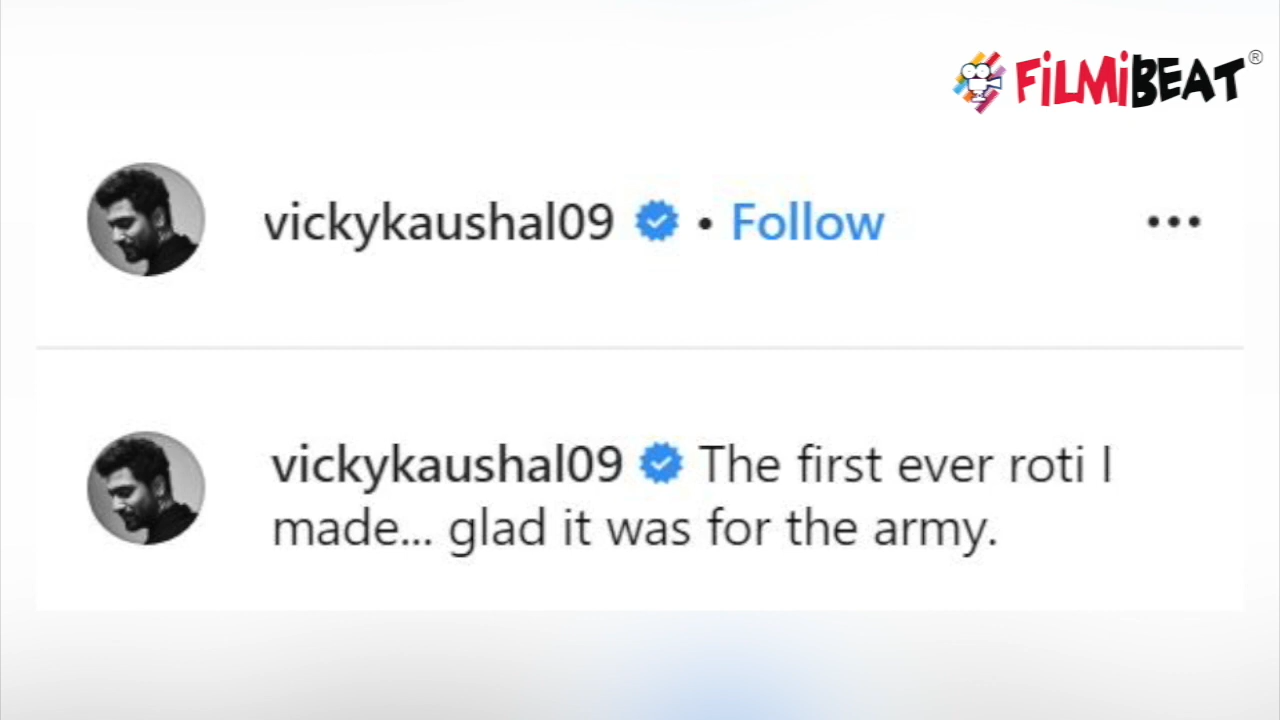 FiLMiBEAT®
vickykaushal09 • Follow
vickykaushal09 The first ever roti I
made... glad it was for the army.